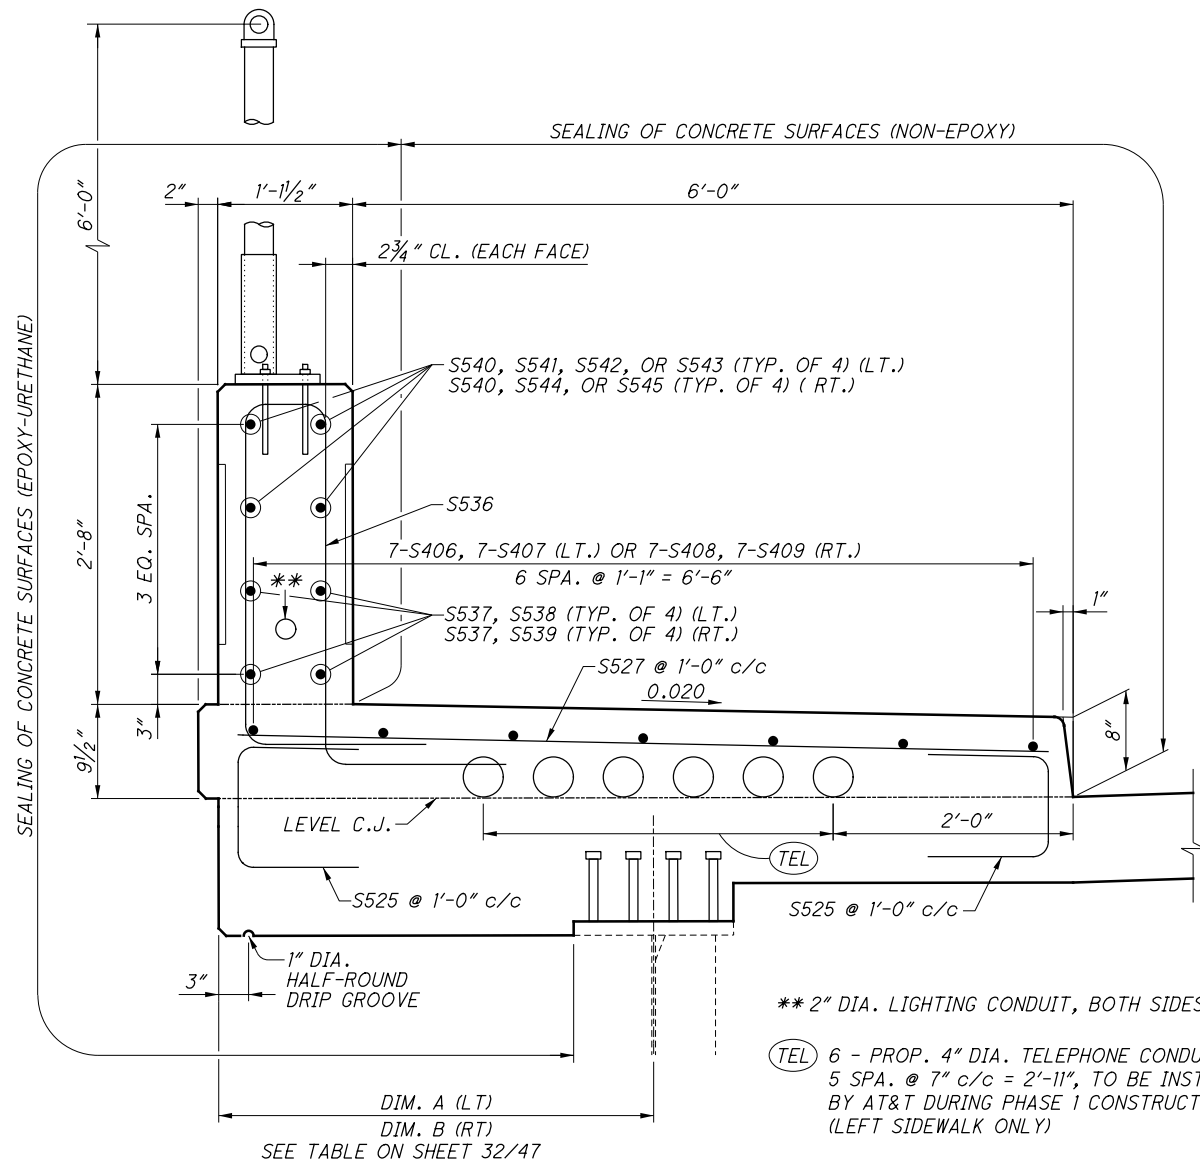 SEALING OF CONCRETE SURFACES (NON-EPOXY)
2"
1'-1½"
6'-0"
6'-0"
2¾" CL. (EACH FACE)
SEALING OF CONCRETE SURFACES (EPOXY-URETHANE)
S540, S541, S542, OR S543 (TYP. OF 4) (LT.)
S540, S544, OR S545 (TYP. OF 4) ( RT.)
2'-8"
3 EQ. SPA.
S536
7-S406, 7-S407 (LT.) OR 7-S408, 7-S409 (RT.)
6 SPA. @ 1'-1" = 6'-6"
**
1"
S537, S538 (TYP. OF 4) (LT.)
S537, S539 (TYP. OF 4) (RT.)
S527 @ 1'-0" c/c
0.020
3"
9½"
8"
LEVEL C.J.
2'-0"
TEL
S525 @ 1'-0" c/c
S525 @ 1'-0" c/c
3"
1" DIA.
HALF-ROUND
DRIP GROOVE
** 2" DIA. LIGHTING CONDUIT, BOTH SIDES
TEL 6 - PROP. 4" DIA. TELEPHONE CONDU
5 SPA. @ 7" c/c = 2'-11", TO BE INST
BY AT&T DURING PHASE 1 CONSTRUCT
(LEFT SIDEWALK ONLY)
DIM. A (LT)
DIM. B (RT)
SEE TABLE ON SHEET 32/47